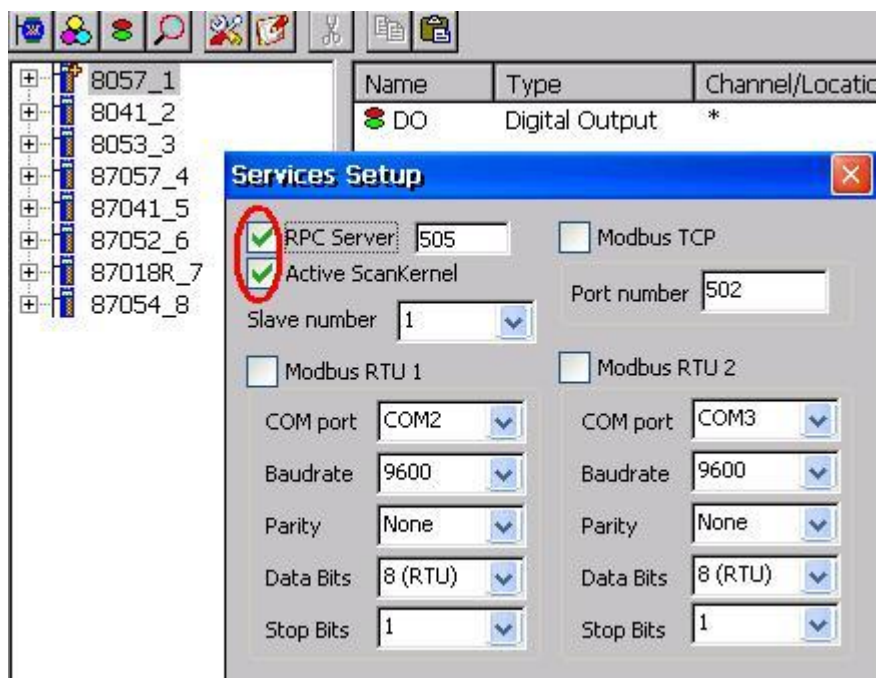 8057_1
8041_2
8053_3
87057_4
87041_5
87052_6
87018R_7
87054_8
Name Type Channel/Locatic
DO Digital Output *
Services Setup
RPC Server 505 Modbus TCP
Active ScanKernel
Port number 502
Slave number 1
Modbus RTU 1 Modbus RTU 2
COM port COM2 COM port COM3
Baudrate 9600 Baudrate 9600
Parity None Parity None
Data Bits 8 (RTU) Data Bits 8 (RTU)
Stop Bits 1 Stop Bits 1